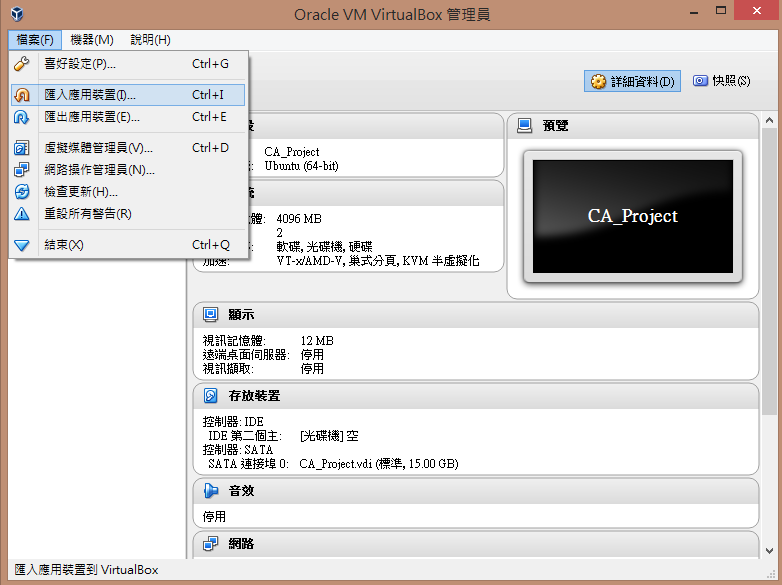 Oracle VM VirtualBox 管理員
檔案(F) 機器(M) 說明(H)
喜好設定(P)... Ctrl+G
匯入應用裝置(I)... Ctrl+I
匯出應用裝置(E)... Ctrl+E
虛擬媒體管理員(V)... Ctrl+D
網路操作管理員(N)...
檢查更新(H)...
重設所有警告(R)
結束(X) Ctrl+Q
詳細資料(D) 快照(S)
CA_Project
Ubuntu (64-bit)
體: 4096 MB
2
軟碟, 光碟機, 硬碟
加速: VT-x/AMD-V, 巢式分頁, KVM 半虛擬化
預覽
CA_Project
顯示
視訊記憶體: 12 MB
遠端桌面伺服器: 停用
視訊擷取: 停用
存放裝置
控制器: IDE
IDE 第二個主: [光碟機] 空
控制器: SATA
SATA 連接埠 0: CA_Project.vdi (標準, 15.00 GB)
音效
停用
網路
匯入應用裝置到 VirtualBox